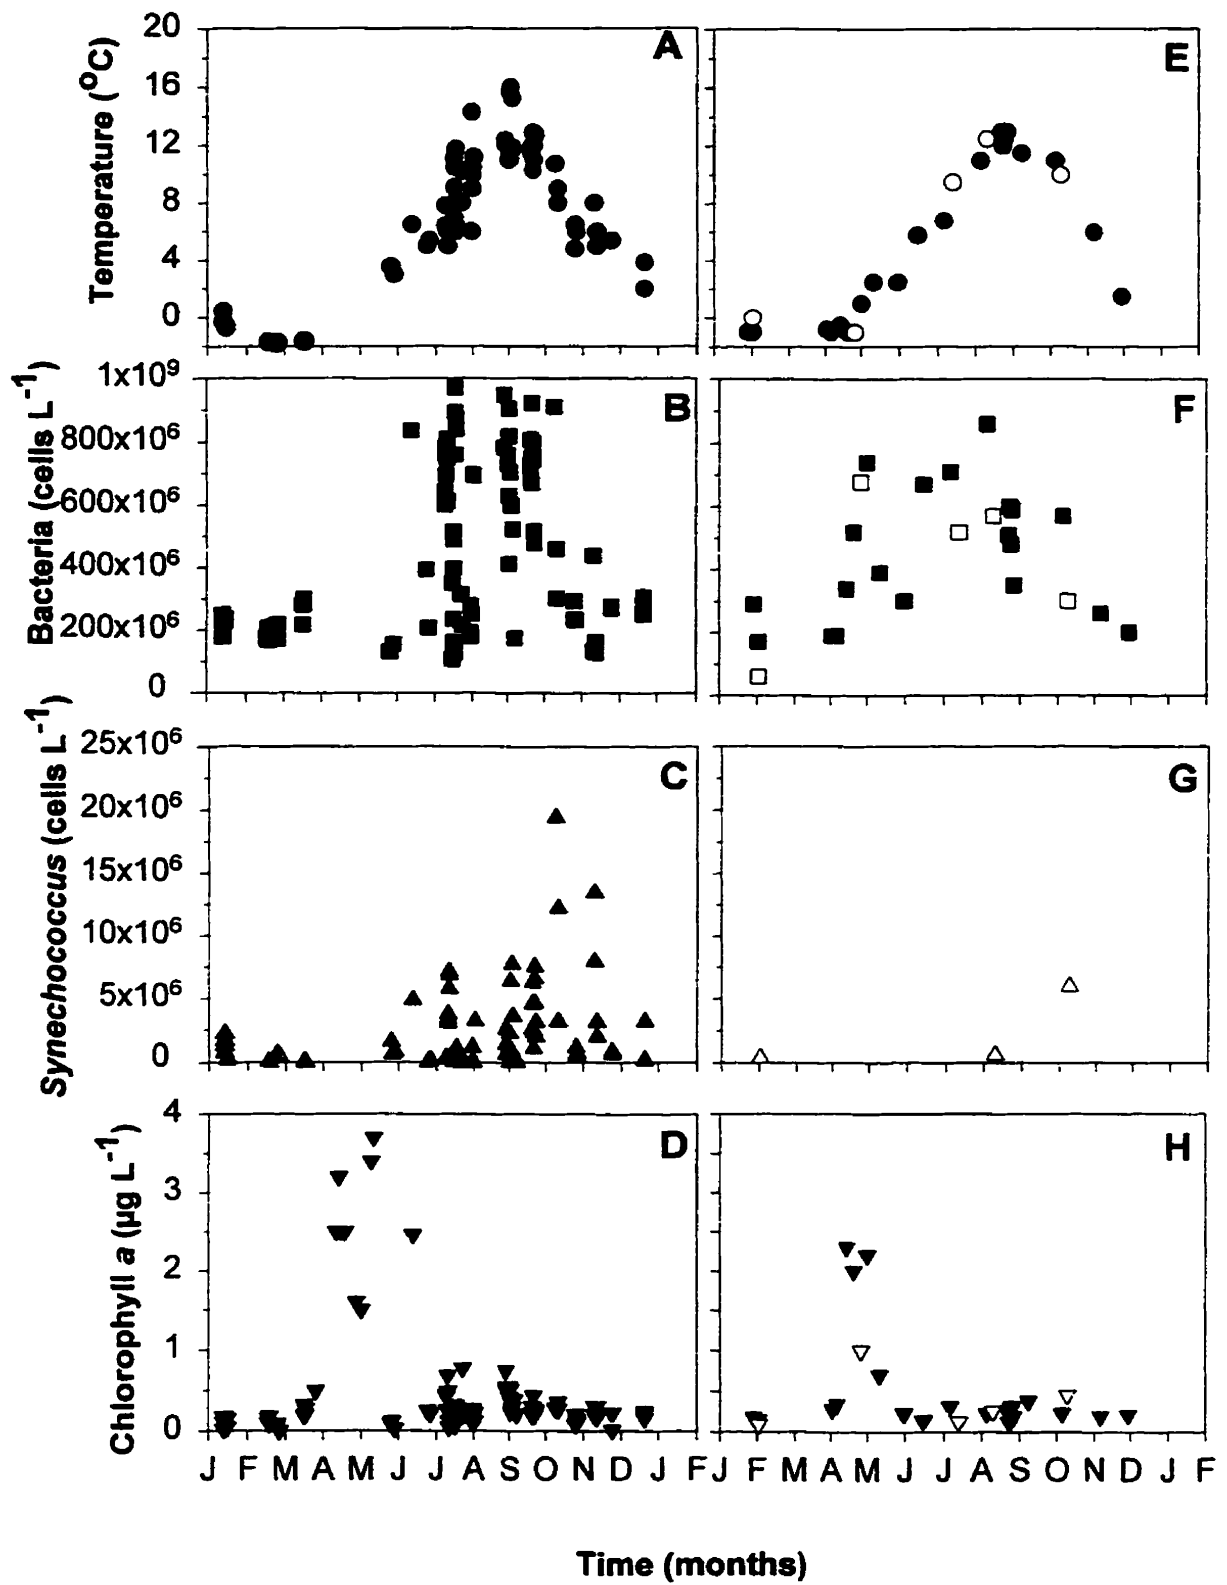 Temperature (°C)
20
16
12
8
4
0
A
E
Bacteria (cells L⁻¹)
1x10⁹
800x10⁶
600x10⁶
400x10⁶
200x10⁶
0
B
F
Synechococcus (cells L⁻¹)
25x10⁶
20x10⁶
15x10⁶
10x10⁶
5x10⁶
0
C
G
Chlorophyll a (µg L⁻¹)
4
3
2
1
0
D
H
J F M A M J J A S O N D J F
J F M A M J J A S O N D J F
Time (months)